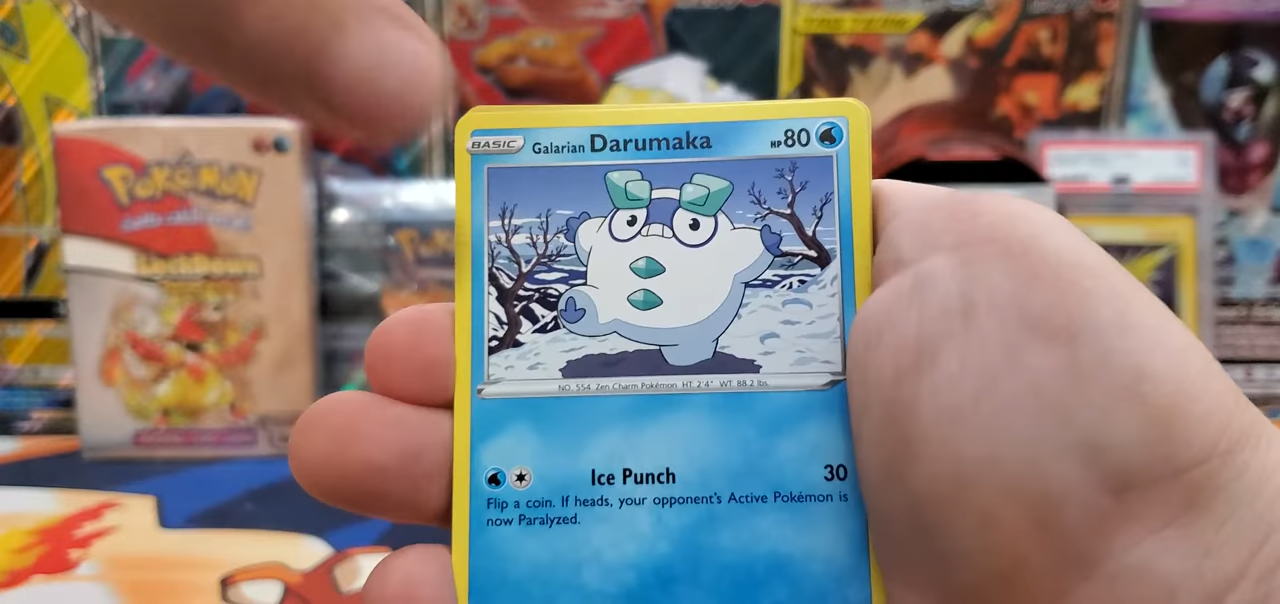 BASIC
Galarian Darumaka
HP 80
NO. 554 Zen Charm Pokémon HT: 2'4" WT: 88.2 lbs.
Ice Punch 30
Flip a coin. If heads, your opponent's Active Pokémon is
now Paralyzed.
POKéMON
LockDown